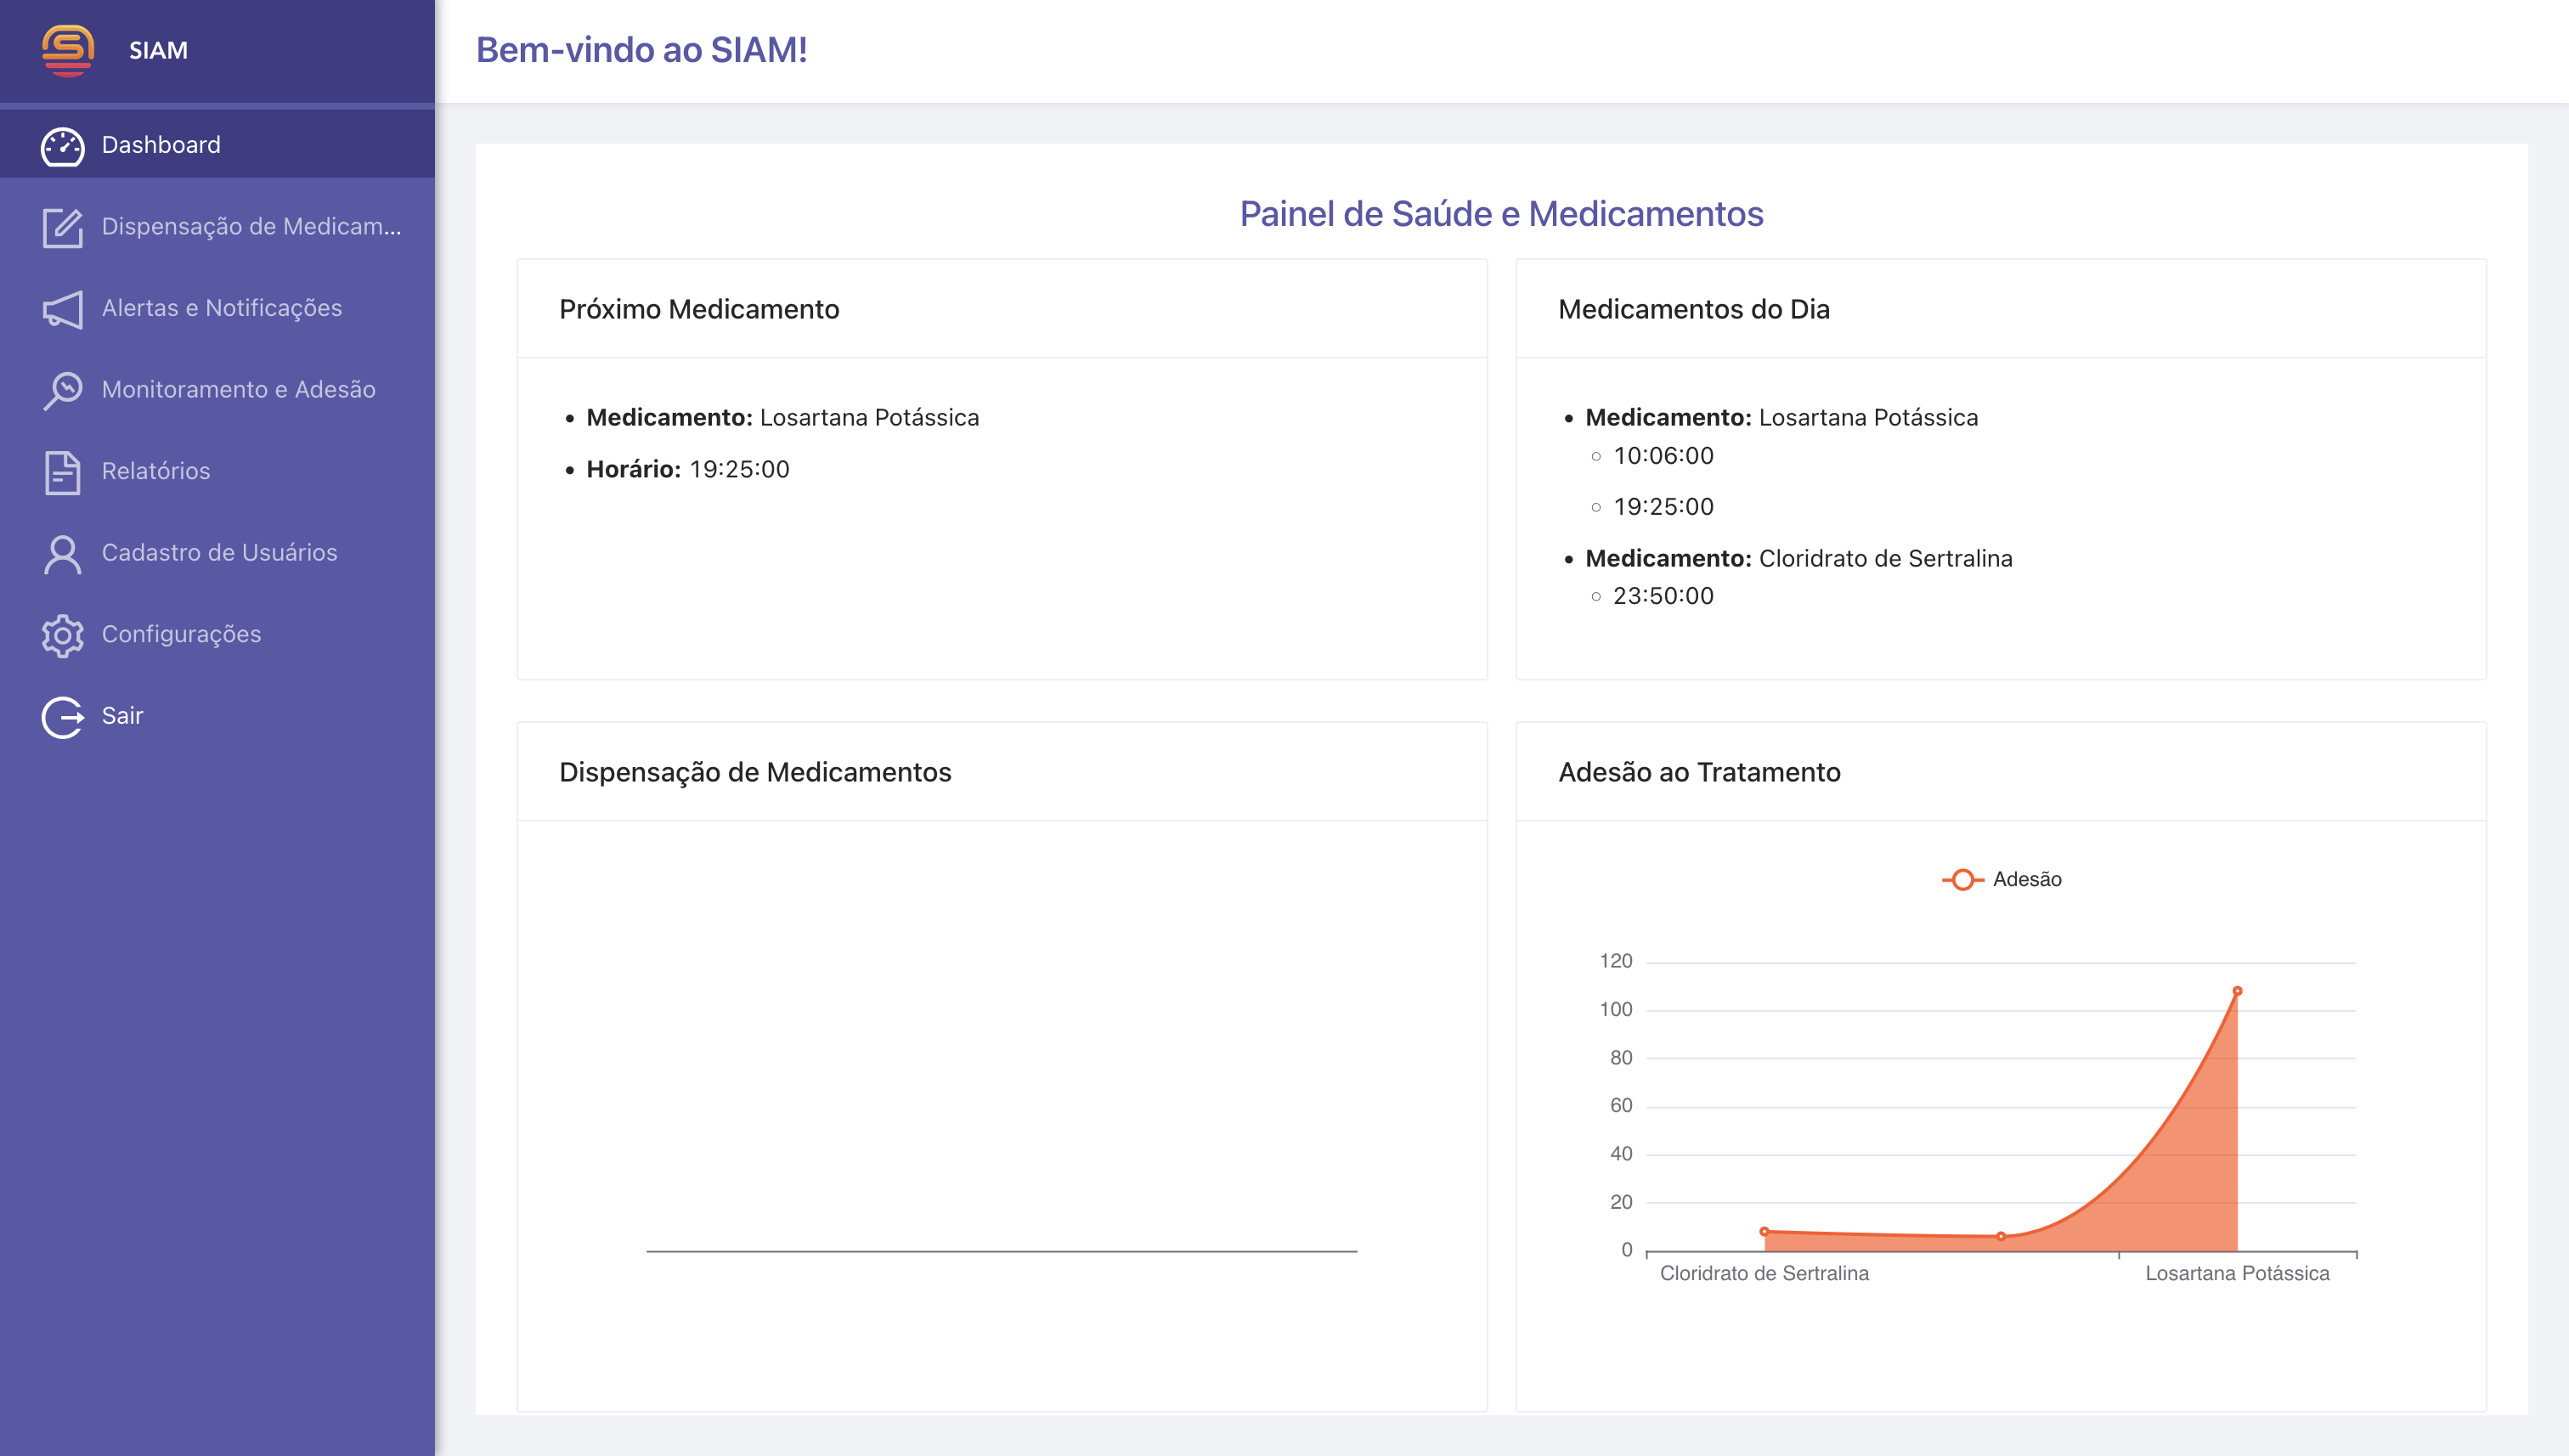 SIAM
Bem-vindo ao SIAM!
Dashboard
Dispensação de Medicam...
Alertas e Notificações
Monitoramento e Adesão
Relatórios
Cadastro de Usuários
Configurações
Sair
Painel de Saúde e Medicamentos
Próximo Medicamento
Medicamento: Losartana Potássica
Horário: 19:25:00
Medicamentos do Dia
Medicamento: Losartana Potássica
10:06:00
19:25:00
Medicamento: Cloridrato de Sertralina
23:50:00
Dispensação de Medicamentos
Adesão ao Tratamento
Adesão
120
100
80
60
40
20
0
Cloridrato de Sertralina
Losartana Potássica